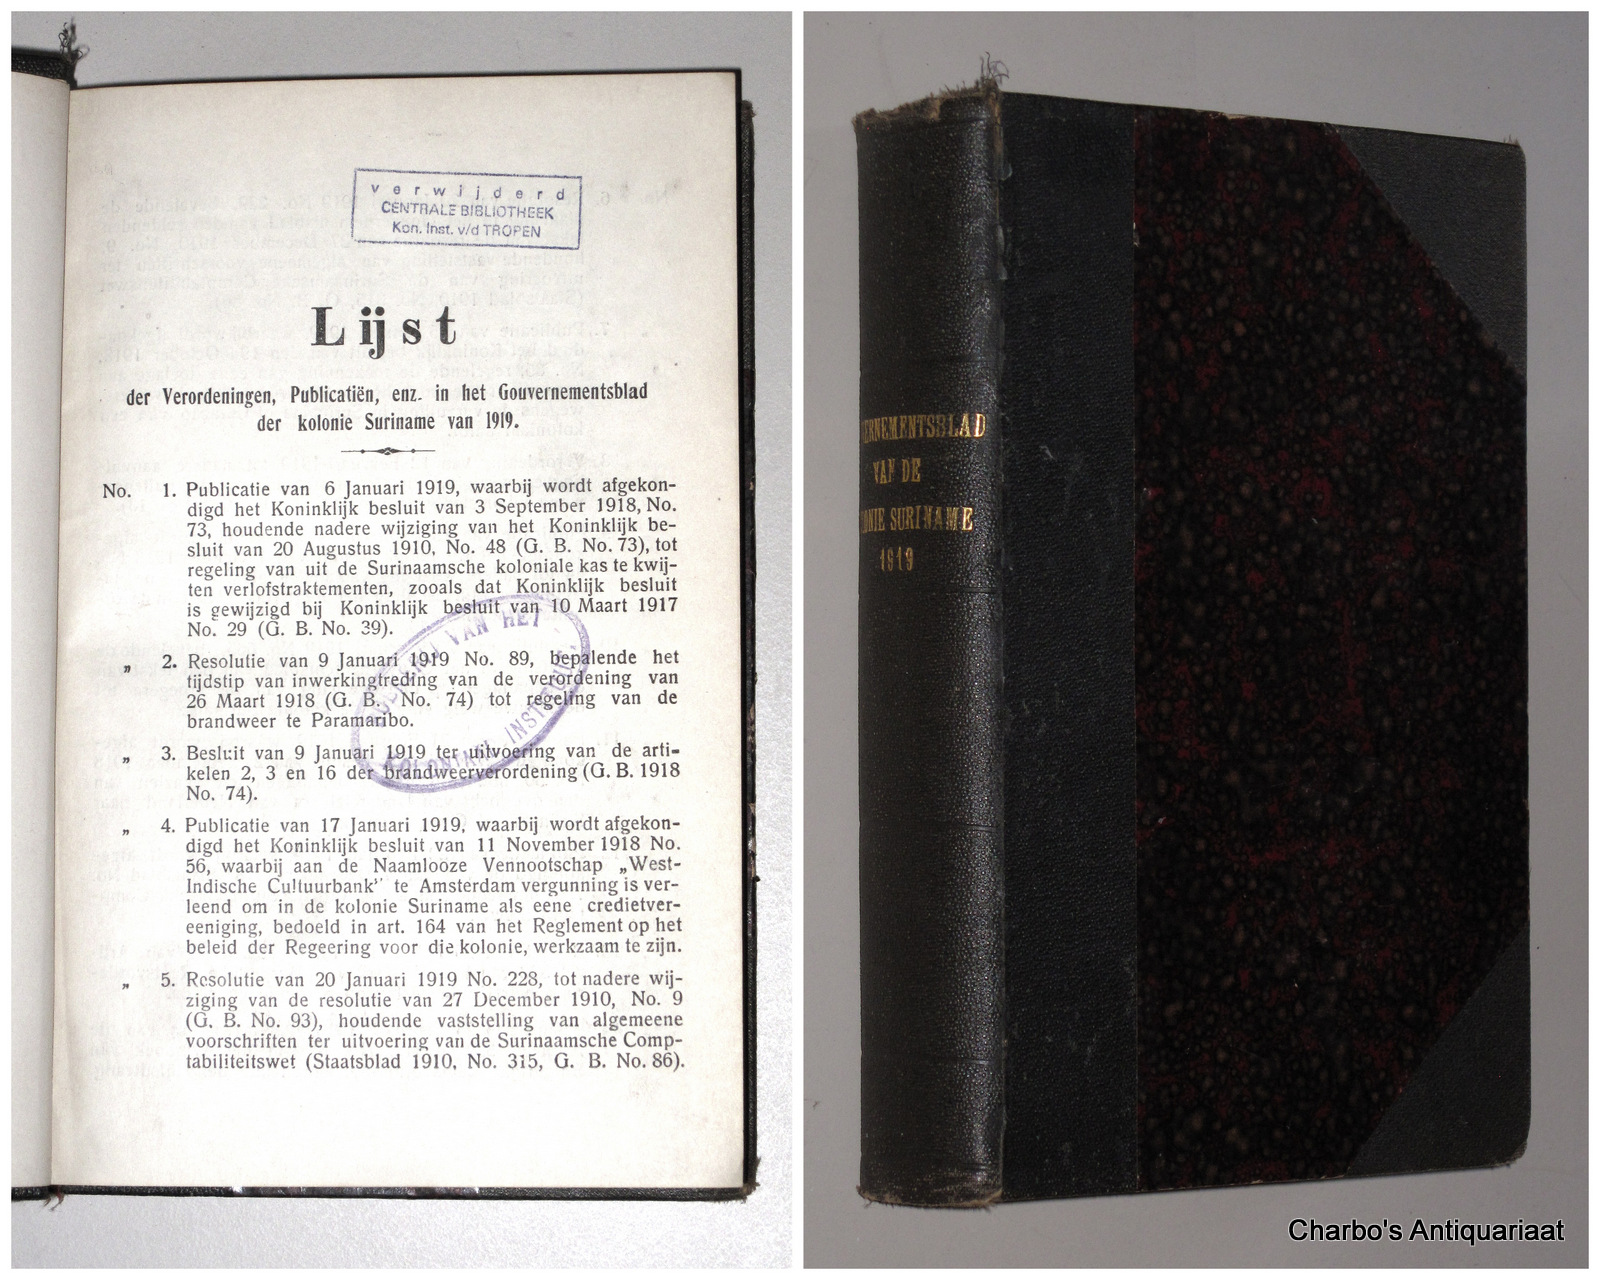 verwijderd
CENTRALE BIBLIOTHEEK
Kon. Inst. v/d TROPEN
Lijst
der Verordeningen, Publicatiën, enz. in het Gouvernementsblad
der kolonie Suriname van 1919.
No. 1. Publicatie van 6 Januari 1919, waarbij wordt afgekon-
digd het Koninklijk besluit van 3 September 1918, No.
73, houdende nadere wijziging van het Koninklijk be-
sluit van 20 Augustus 1910, No. 48 (G. B. No. 73), tot
regeling van uit de Surinaamsche koloniale kas te kwij-
ten verlofstraktementen, zooals dat Koninklijk besluit
is gewijzigd bij Koninklijk besluit van 10 Maart 1917
No. 29 (G. B. No. 39).
„ 2. Resolutie van 9 Januari 1919 No. 89, bepalende het
tijdstip van inwerkingtreding van de verordening van
26 Maart 1918 (G. B. No. 74) tot regeling van de
brandweer te Paramaribo.
„ 3. Besluit van 9 Januari 1919 ter uitvoering van de arti-
kelen 2, 3 en 16 der brandweerverordening (G. B. 1918
No. 74).
„ 4. Publicatie van 17 Januari 1919, waarbij wordt afgekon-
digd het Koninklijk besluit van 11 November 1918 No.
56, waarbij aan de Naamlooze Vennootschap „West-
Indische Cultuurbank” te Amsterdam vergunning is ver-
leend om in de kolonie Suriname als eene credietver-
eeniging, bedoeld in art. 164 van het Reglement op het
beleid der Regeering voor die kolonie, werkzaam te zijn.
„ 5. Resolutie van 20 Januari 1919 No. 228, tot nadere wij-
ziging van de resolutie van 27 December 1910, No. 9
(G. B. No. 93), houdende vaststelling van algemeene
voorschriften ter uitvoering van de Surinaamsche Comp-
tabiliteitswet (Staatsblad 1910, No. 315, G. B. No. 86).
VAN HET
KOLONIAAL INSTITUUT
ERNEMENTSBLAD
VAN DE
ONIE SURINAME
1919
Charbo's Antiquariaat